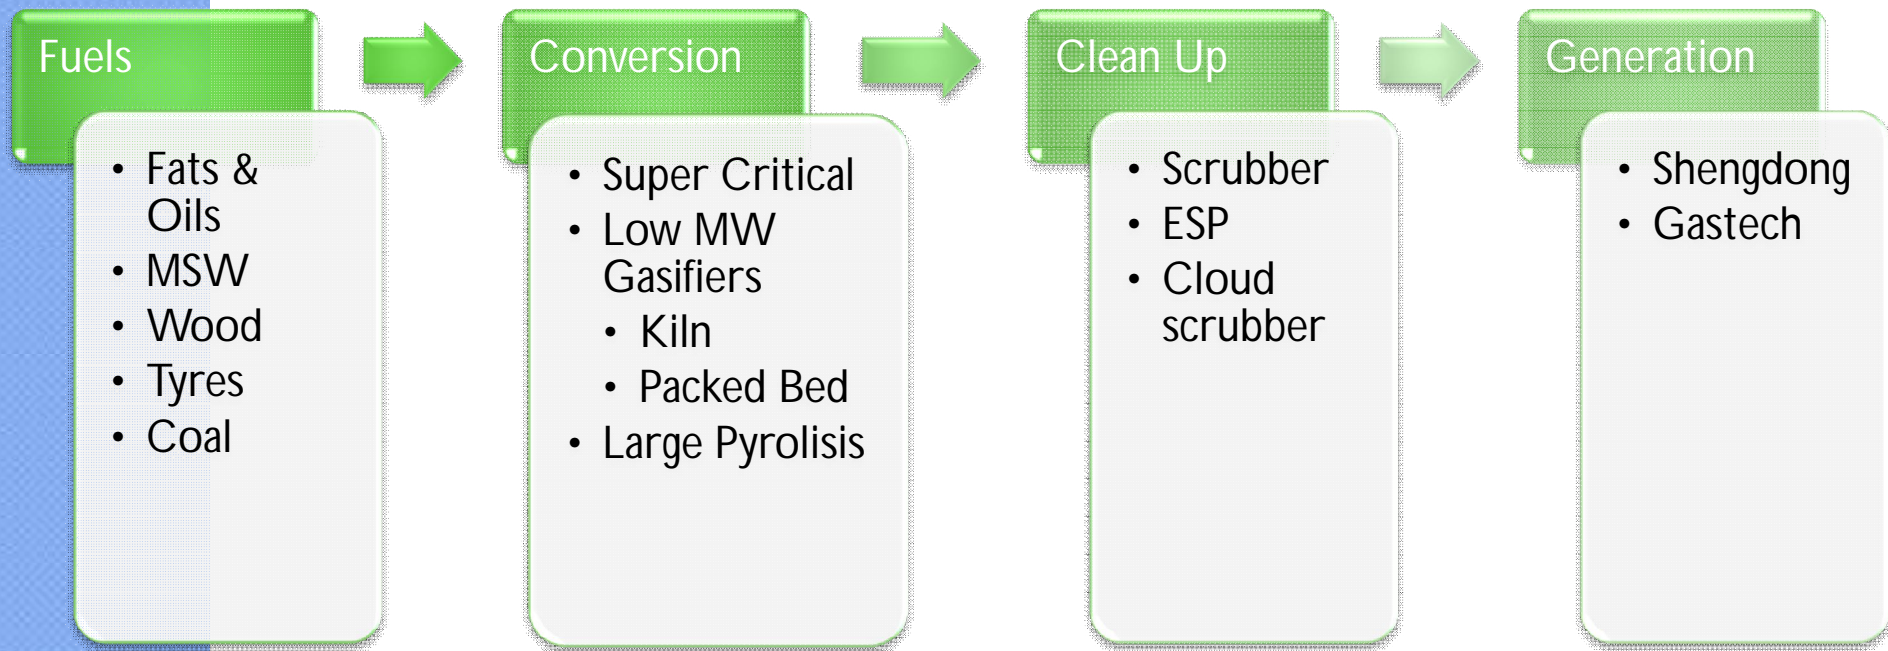 Fuels
• Fats &
Oils
• MSW
• Wood
• Tyres
• Coal
Conversion
• Super Critical
• Low MW
Gasifiers
• Kiln
• Packed Bed
• Large Pyrolisis
Clean Up
• Scrubber
• ESP
• Cloud
scrubber
Generation
• Shengdong
• Gastech